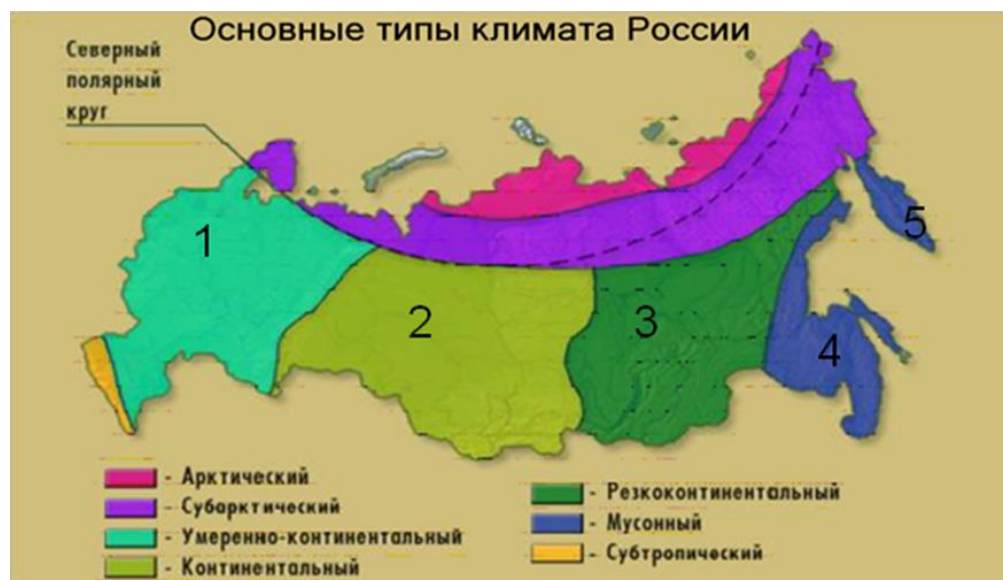 Основные типы климата России
Северный
полярный
круг
1
2
3
4
5
- Арктический
- Субарктический
- Умеренно-континентальный
- Континентальный
- Резкоконтинентальный
- Мусонный
- Субтропический